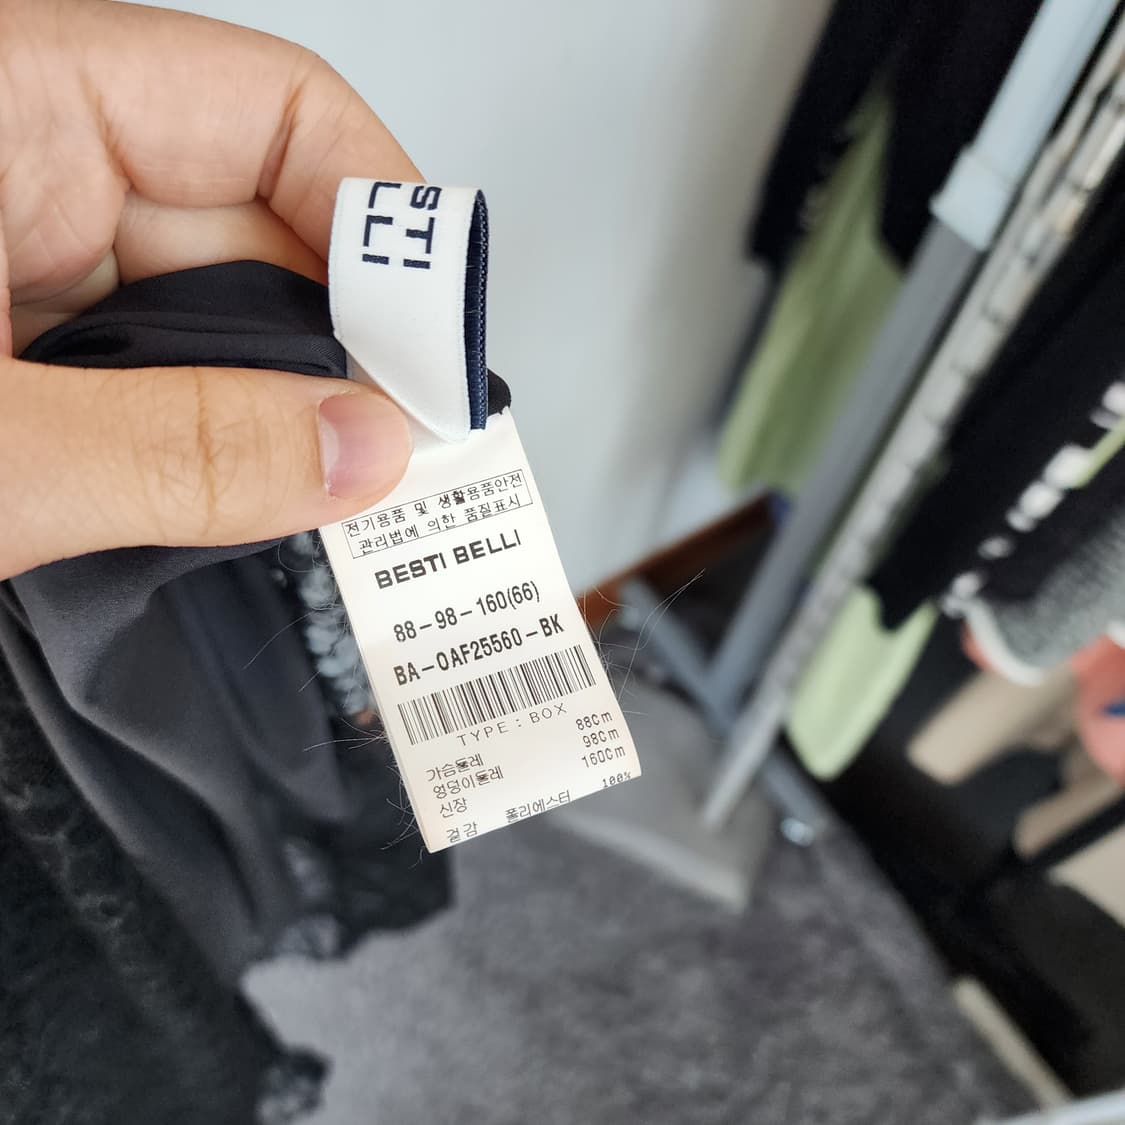 STI
LLI
전기용품 및 생활용품안전
관리법에 의한 품질표시
BESTI BELLI
88-98-160(66)
BA-0AF25560-BK
TYPE : BOX
가슴둘레 88Cm
엉덩이둘레 98Cm
신장 160Cm
겉감 폴리에스터 100%